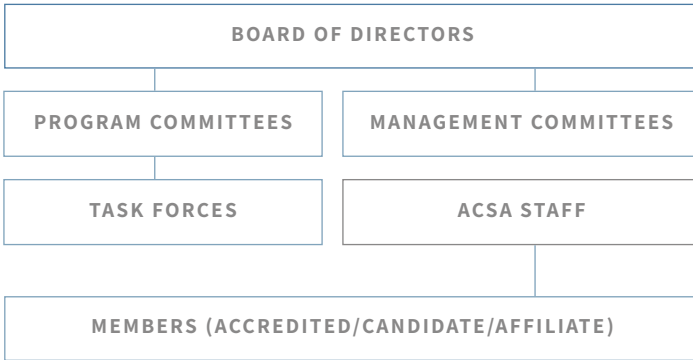 BOARD OF DIRECTORS
PROGRAM COMMITTEES
MANAGEMENT COMMITTEES
TASK FORCES
ACSA STAFF
MEMBERS (ACCREDITED/CANDIDATE/AFFILIATE)